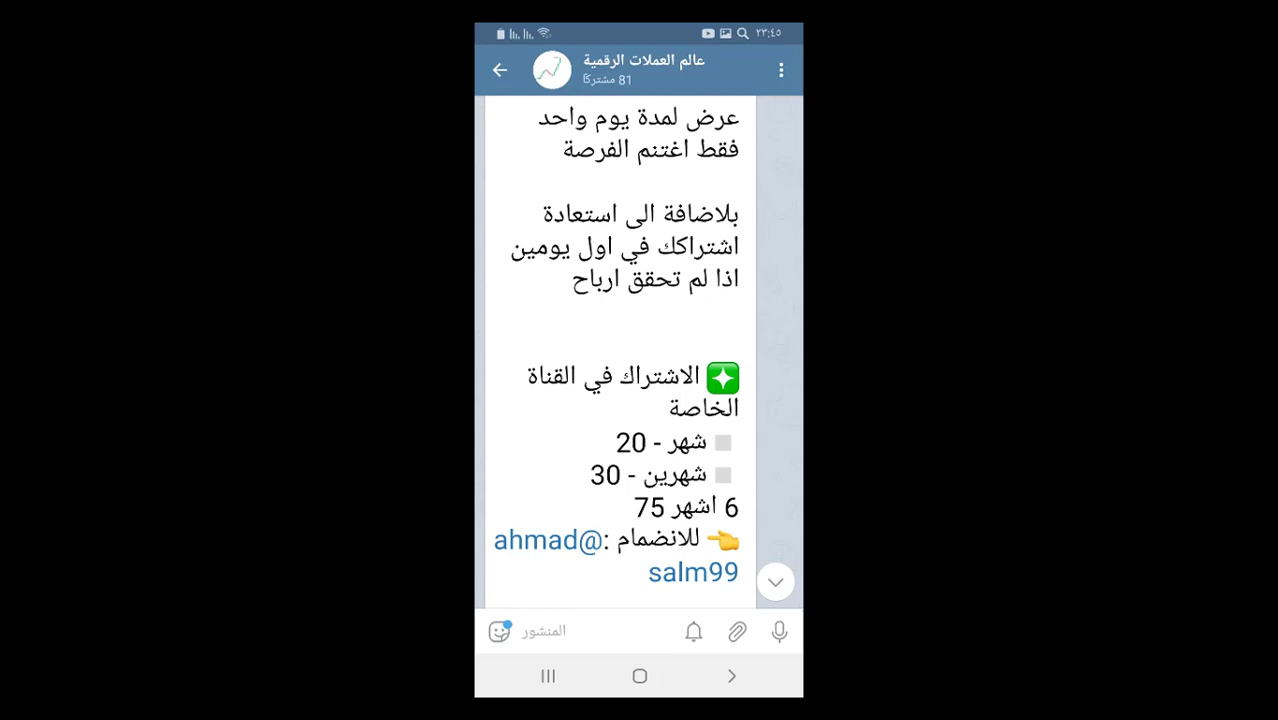 ٢٣:٤٥
عالم العملات الرقمية
81 مشتركًا
عرض لمدة يوم واحد
فقط اغتنم الفرصة
بلاضافة الى استعادة
اشتراكك في اول يومين
اذا لم تحقق ارباح
الاشتراك في القناة
الخاصة
شهر - 20
شهرين - 30
6 اشهر 75
للانضمام :@ahmad
salm99
المنشور